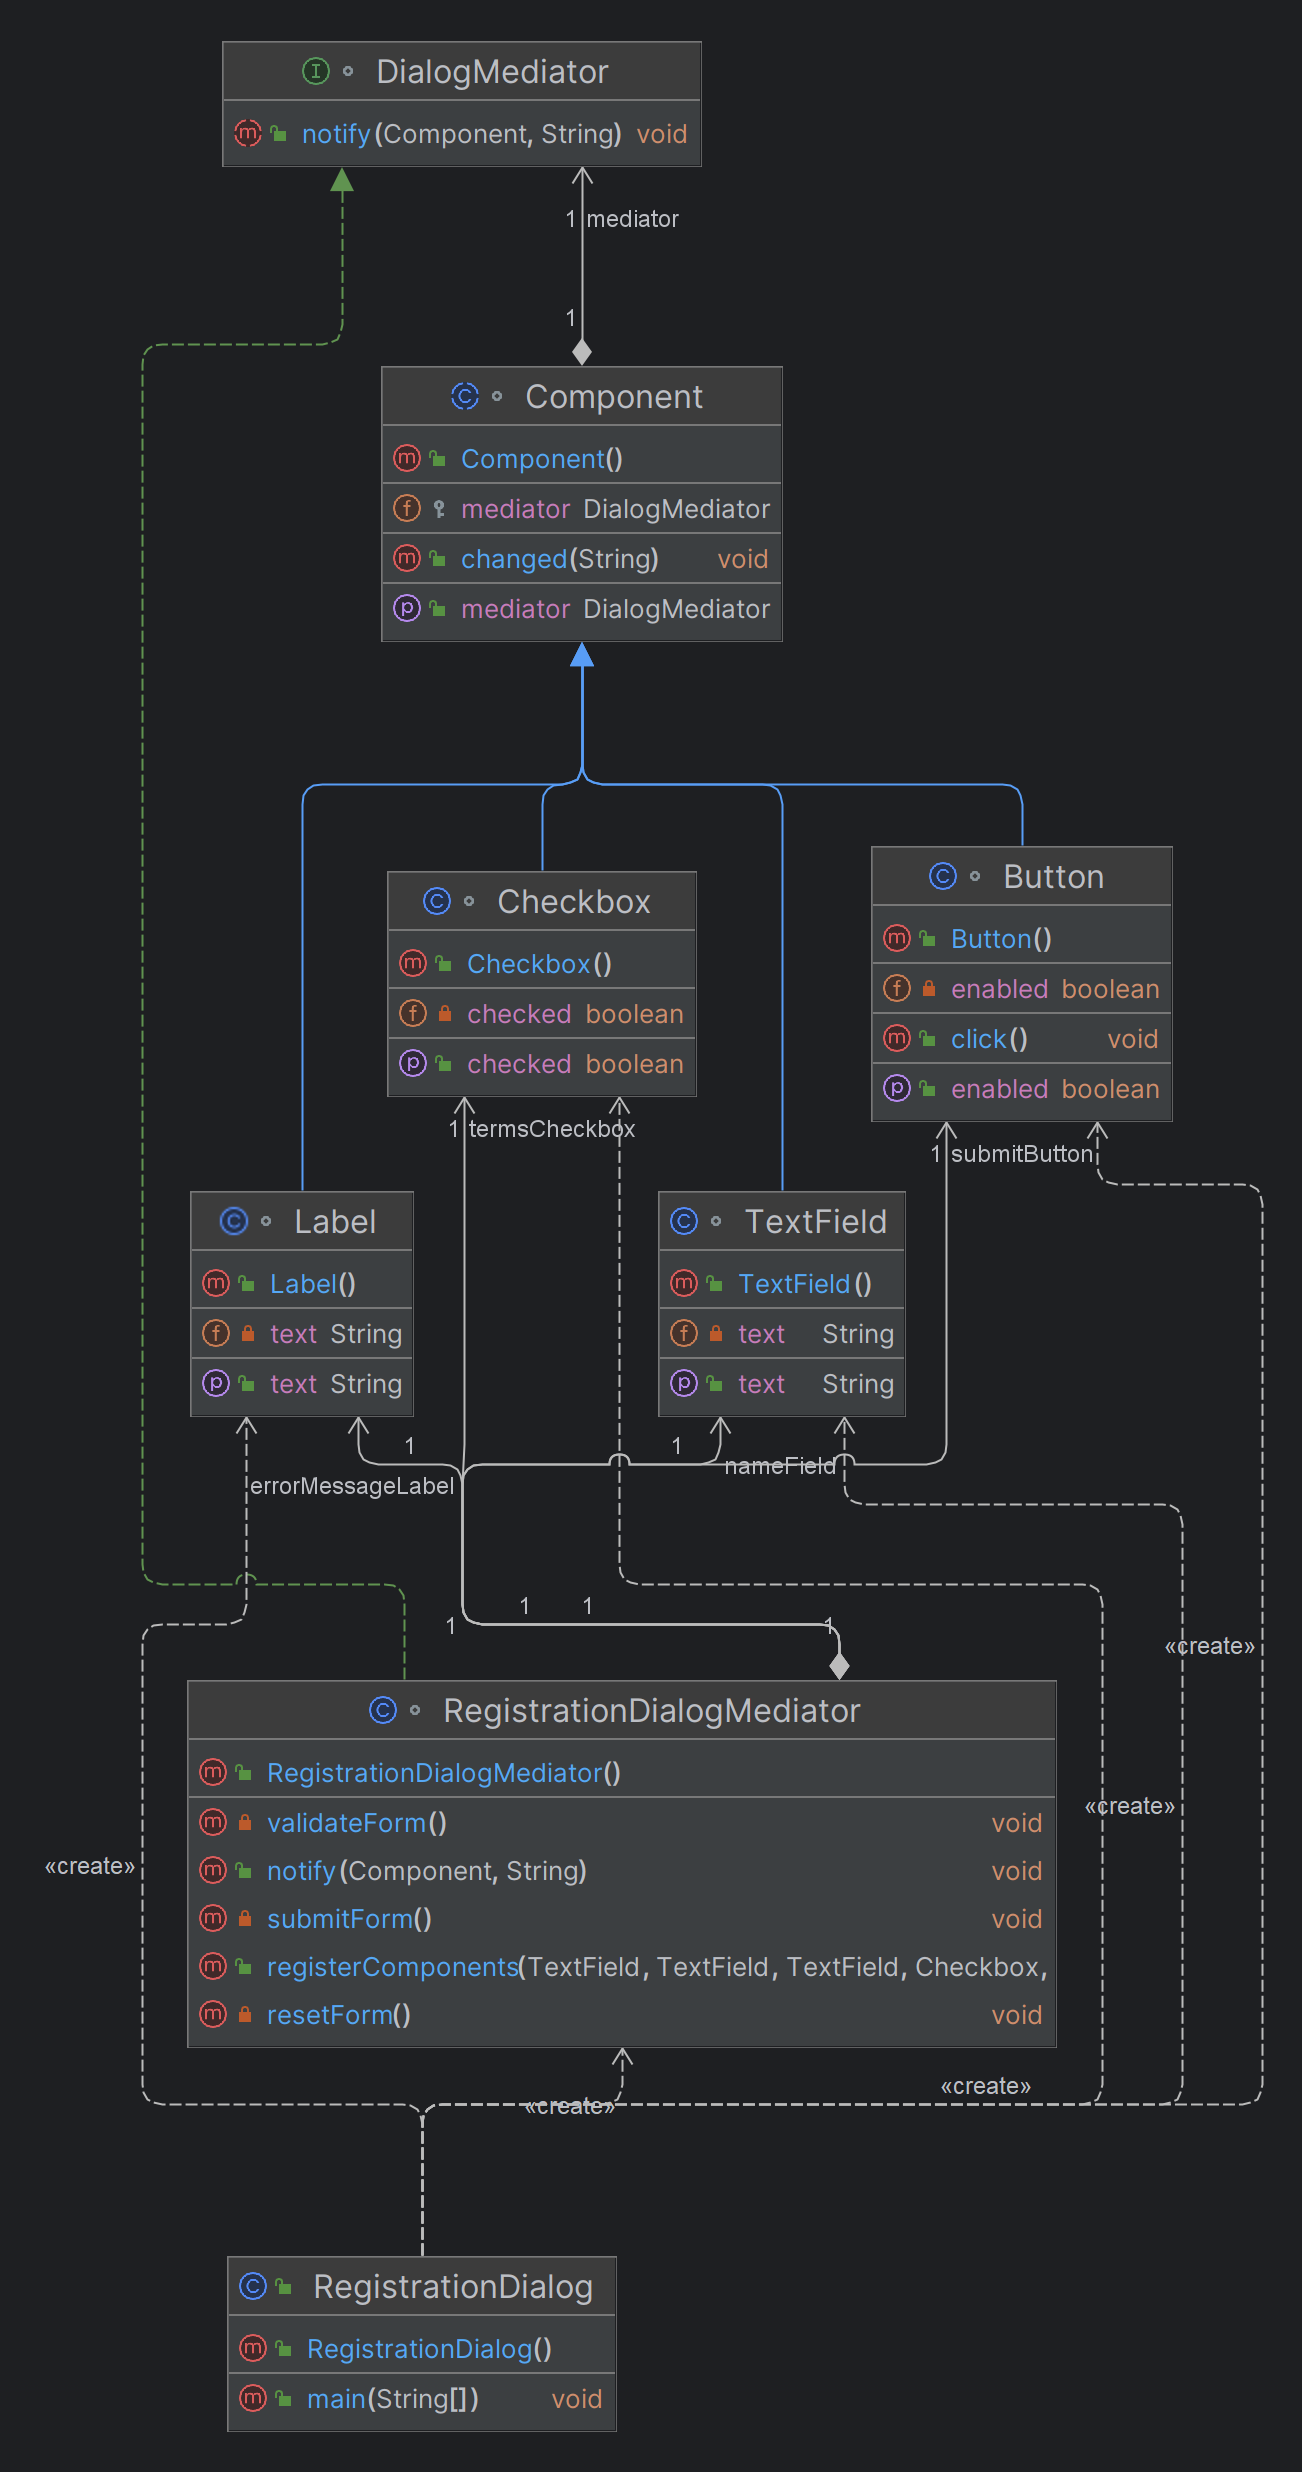 DialogMediator
notify(Component, String) void
1 mediator
1
Component
Component()
mediator DialogMediator
changed(String) void
mediator DialogMediator
Checkbox
Checkbox()
checked boolean
checked boolean
Button
Button()
enabled boolean
click() void
enabled boolean
1 termsCheckbox
1 submitButton
Label
Label()
text String
text String
TextField
TextField()
text String
text String
1
1
nameField
errorMessageLabel
1
1
1
1
«create»
RegistrationDialogMediator
RegistrationDialogMediator()
validateForm() void
«create»
«create»
notify(Component, String) void
submitForm() void
registerComponents(TextField, TextField, TextField, Checkbox,
resetForm() void
«create»
«create»
RegistrationDialog
RegistrationDialog()
main(String[]) void